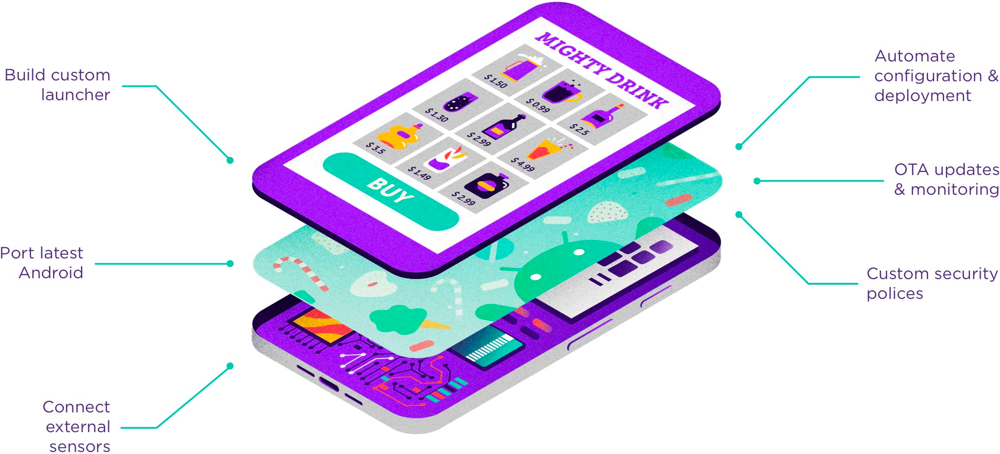 Build custom
launcher
Port latest
Android
Connect
external
sensors
MIGHTY DRINK
$1.50
$0.99
$2.5
$1.30
$2.99
$4.99
$3.5
$1.49
$2.99
BUY
Automate
configuration &
deployment
OTA updates
& monitoring
Custom security
polices